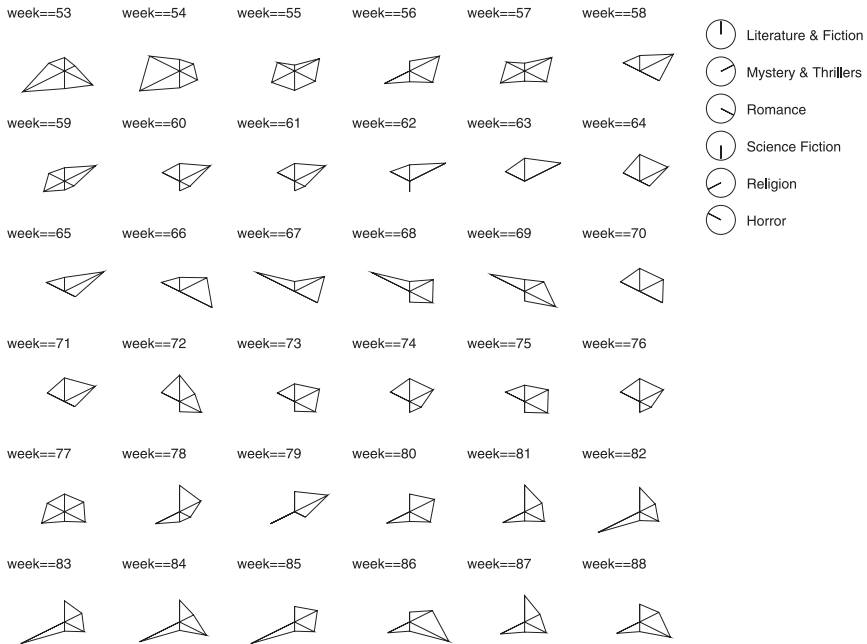 week==53 week==54 week==55 week==56 week==57 week==58
Literature & Fiction
Mystery & Thrillers
Romance
Science Fiction
Religion
Horror
week==59 week==60 week==61 week==62 week==63 week==64
week==65 week==66 week==67 week==68 week==69 week==70
week==71 week==72 week==73 week==74 week==75 week==76
week==77 week==78 week==79 week==80 week==81 week==82
week==83 week==84 week==85 week==86 week==87 week==88